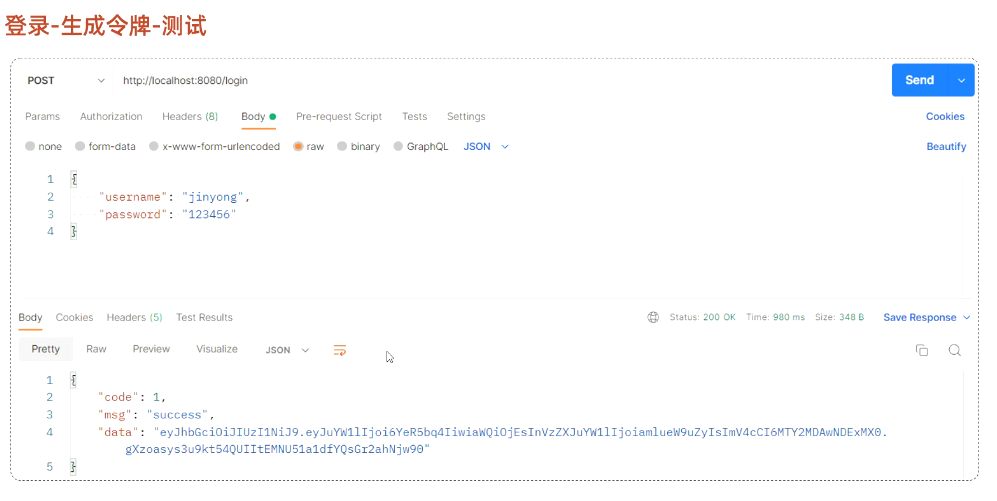 登录-生成令牌-测试
POST http://localhost:8080/login Send
Params Authorization Headers (8) Body Pre-request Script Tests Settings Cookies
none form-data x-www-form-urlencoded raw binary GraphQL JSON Beautify
1 {
2 "username": "jinyong",
3 "password": "123456"
4 }
Body Cookies Headers (5) Test Results Status: 200 OK Time: 980 ms Size: 348 B Save Response
Pretty Raw Preview Visualize JSON
1 {
2 "code": 1,
3 "msg": "success",
4 "data": "eyJhbGciOiJIUzI1NiJ9.eyJuYW1lIjoi6YeR5bq4IiwiaWQiOjEsInVzZXJuYW1lIjoiamlueW9uZyIsImV4cCI6MTY2MDAwNDExMX0.
gXzoasys3u9kt54QUIItEMNU51a1dfYQsGr2ahNjw90"
5 }